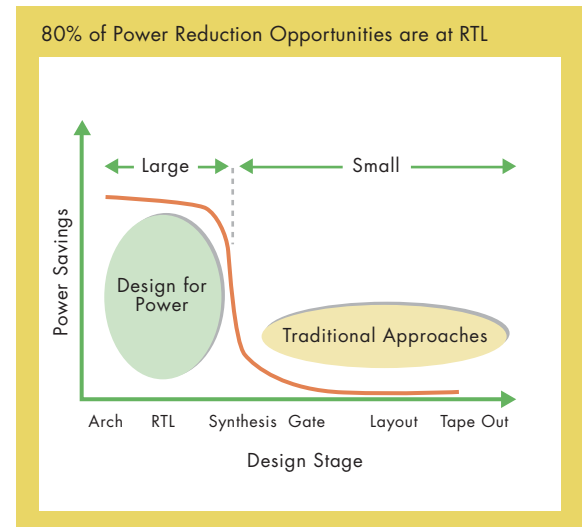 80% of Power Reduction Opportunities are at RTL
Large
Small
Power Savings
Design for
Power
Traditional Approaches
Arch RTL Synthesis Gate Layout Tape Out
Design Stage